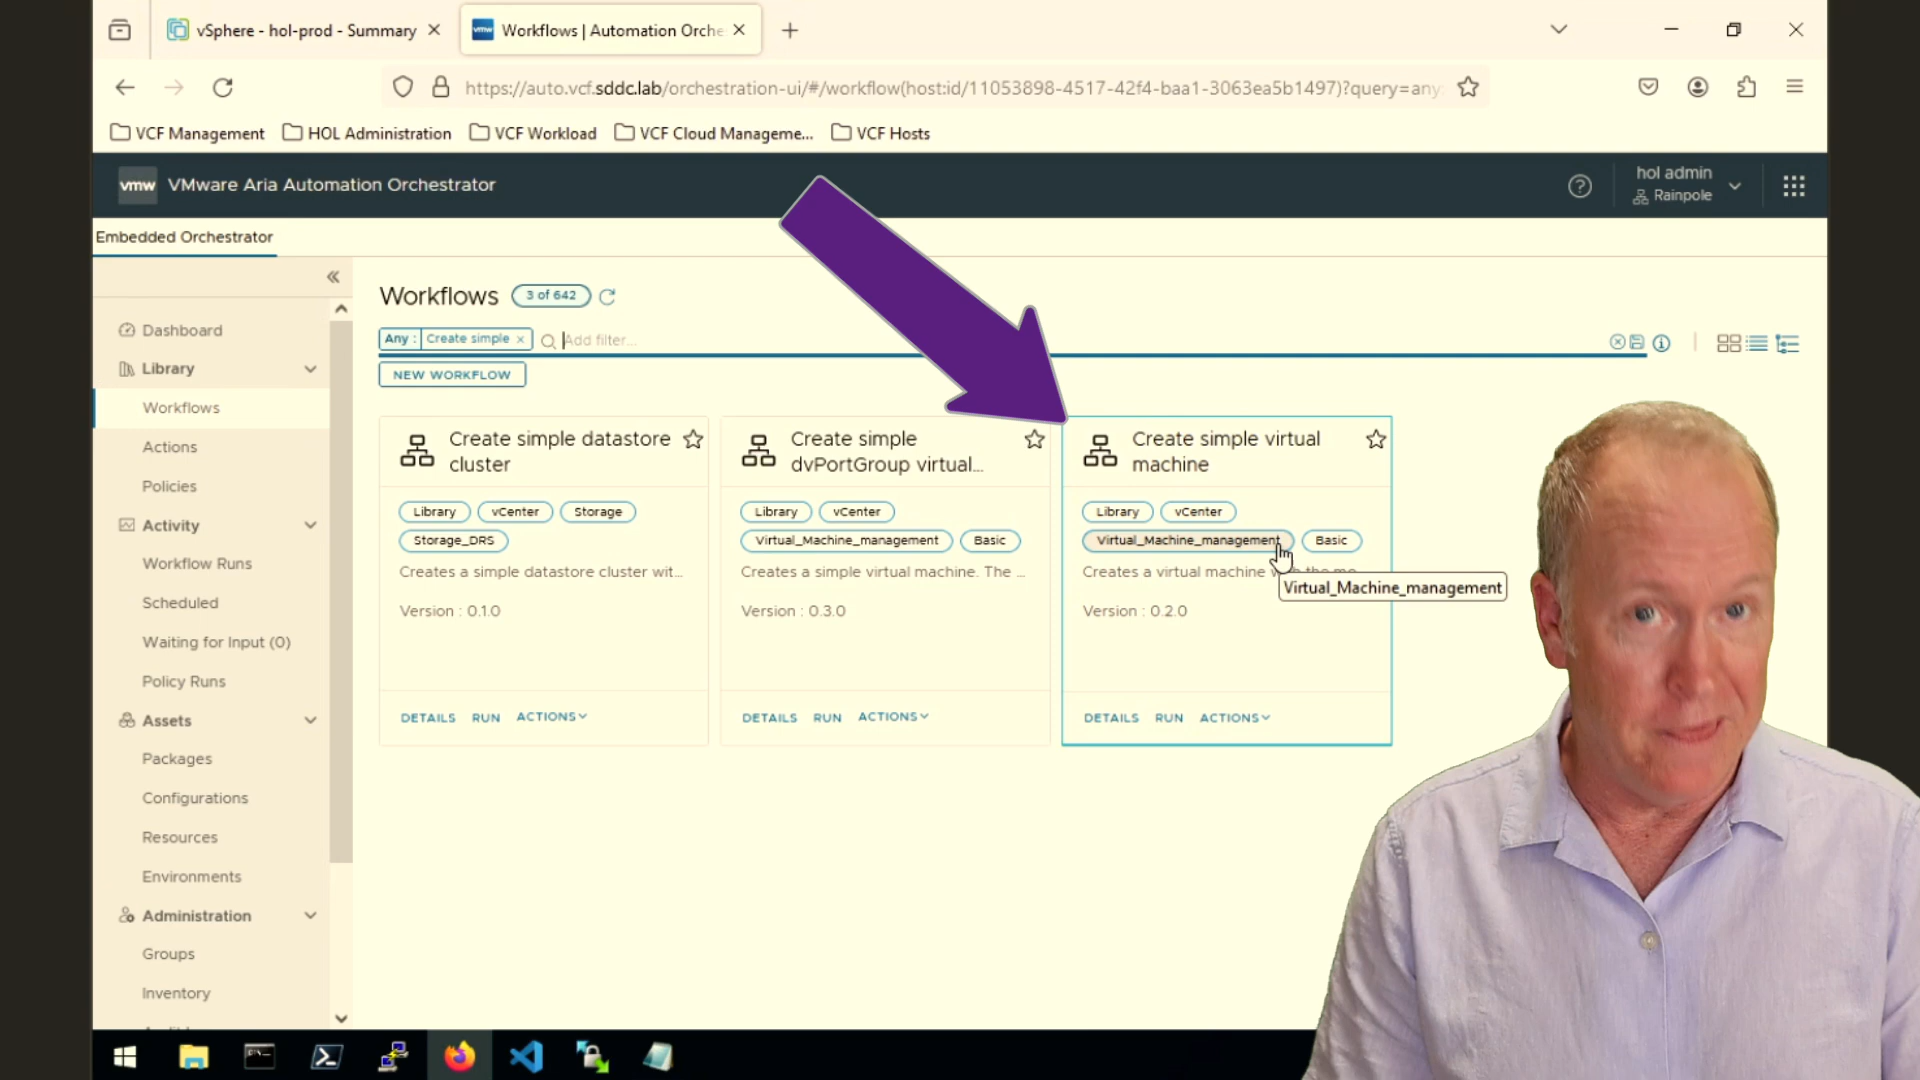 vSphere - hol-prod - Summary
Workflows | Automation Orche
https://auto.vcf.sddc.lab/orchestration-ui/#/workflow(host:id/11053898-4517-42f4-baa1-3063ea5b1497)?query=any:
VCF Management
HOL Administration
VCF Workload
VCF Cloud Manageme...
VCF Hosts
vmw
VMware Aria Automation Orchestrator
hol admin
Rainpole
Embedded Orchestrator
Dashboard
Library
Workflows
Actions
Policies
Activity
Workflow Runs
Scheduled
Waiting for Input (0)
Policy Runs
Assets
Packages
Configurations
Resources
Environments
Administration
Groups
Inventory
Workflows
3 of 642
Any : Create simple
Add filter...
NEW WORKFLOW
Create simple datastore
cluster
Library
vCenter
Storage
Storage_DRS
Creates a simple datastore cluster wit...
Version : 0.1.0
DETAILS
RUN
ACTIONS
Create simple
dvPortGroup virtual...
Library
vCenter
Virtual_Machine_management
Basic
Creates a simple virtual machine. The ...
Version : 0.3.0
DETAILS
RUN
ACTIONS
Create simple virtual
machine
Library
vCenter
Virtual_Machine_management
Basic
Creates a virtual machine
Virtual_Machine_management
Version : 0.2.0
DETAILS
RUN
ACTIONS